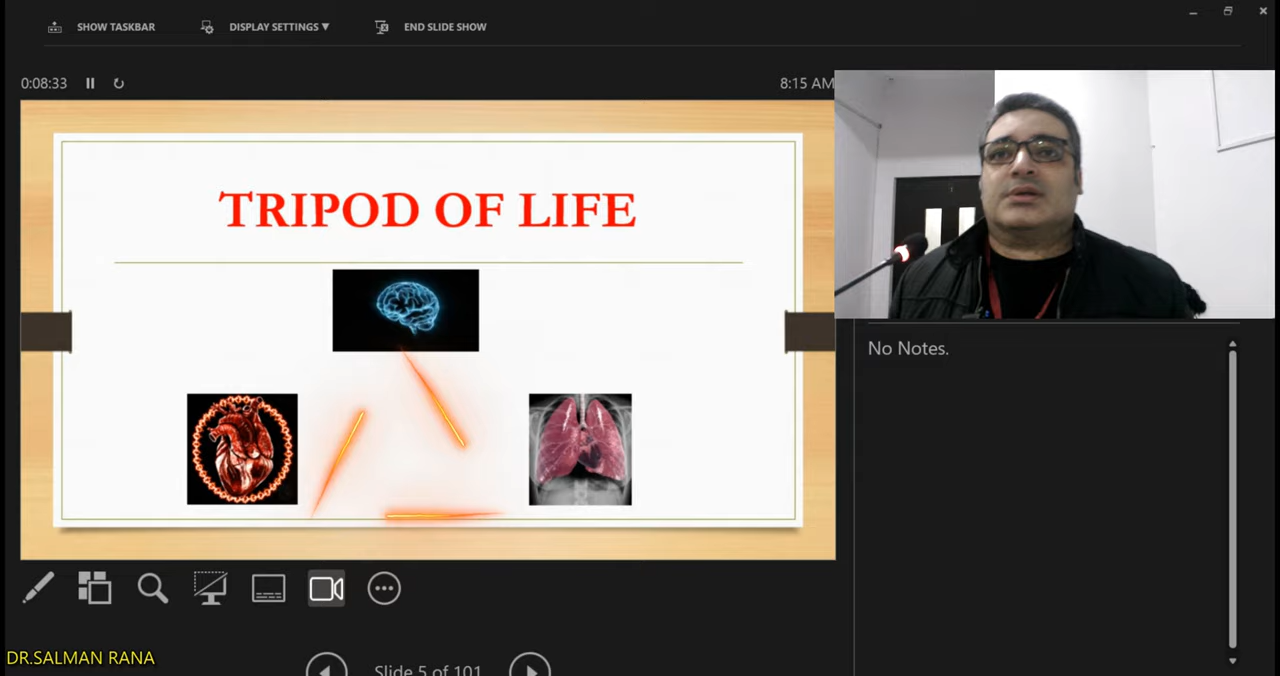 SHOW TASKBAR
DISPLAY SETTINGS ▼
END SLIDE SHOW
0:08:33
8:15 AM
TRIPOD OF LIFE
No Notes.
DR.SALMAN RANA
Slide 5 of 101